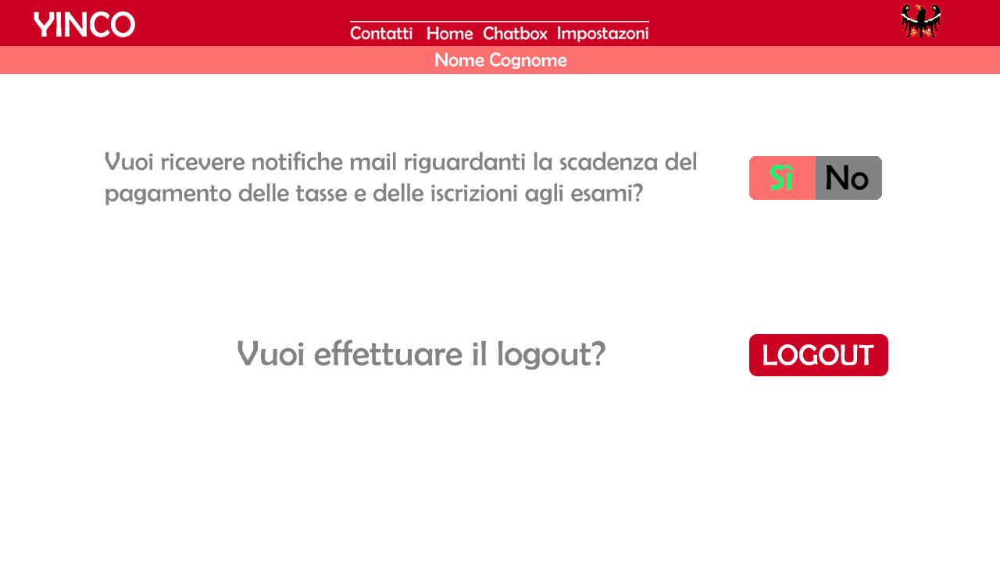 YINCO
Contatti Home Chatbox Impostazoni
Nome Cognome
Vuoi ricevere notifiche mail riguardanti la scadenza del
pagamento delle tasse e delle iscrizioni agli esami?
Sì No
Vuoi effettuare il logout?
LOGOUT